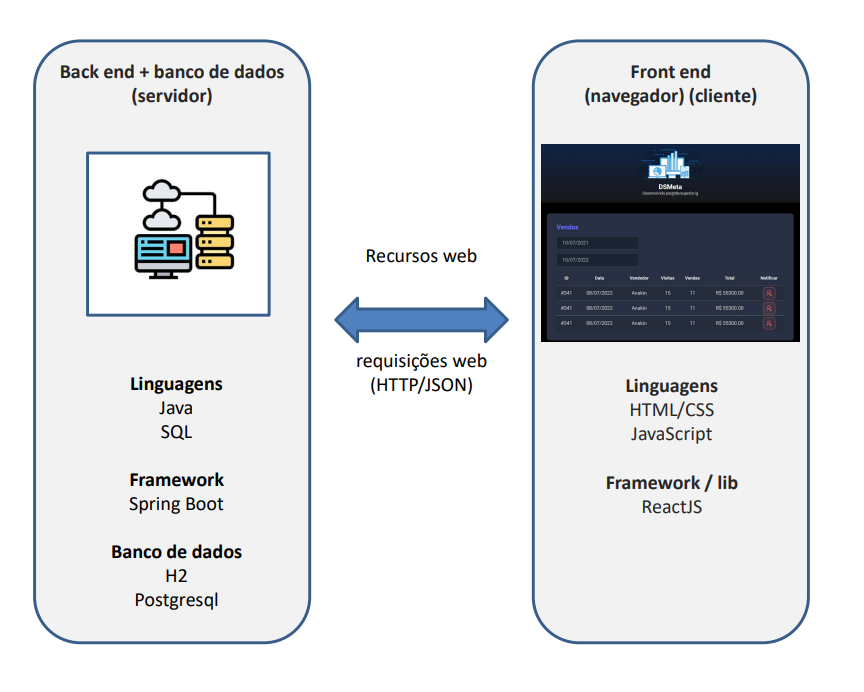 Back end + banco de dados
(servidor)
Linguagens
Java
SQL
Framework
Spring Boot
Banco de dados
H2
Postgresql
Recursos web
requisições web
(HTTP/JSON)
Front end
(navegador) (cliente)
DSMeta
Vendas
10/07/2021
10/07/2022
ID Data Vendedor Visitas Vendas Total Notificar
#341 08/07/2022 Anakin 15 11 R$ 55300.00
#341 08/07/2022 Anakin 15 11 R$ 55300.00
#341 08/07/2022 Anakin 15 11 R$ 55300.00
Linguagens
HTML/CSS
JavaScript
Framework / lib
ReactJS